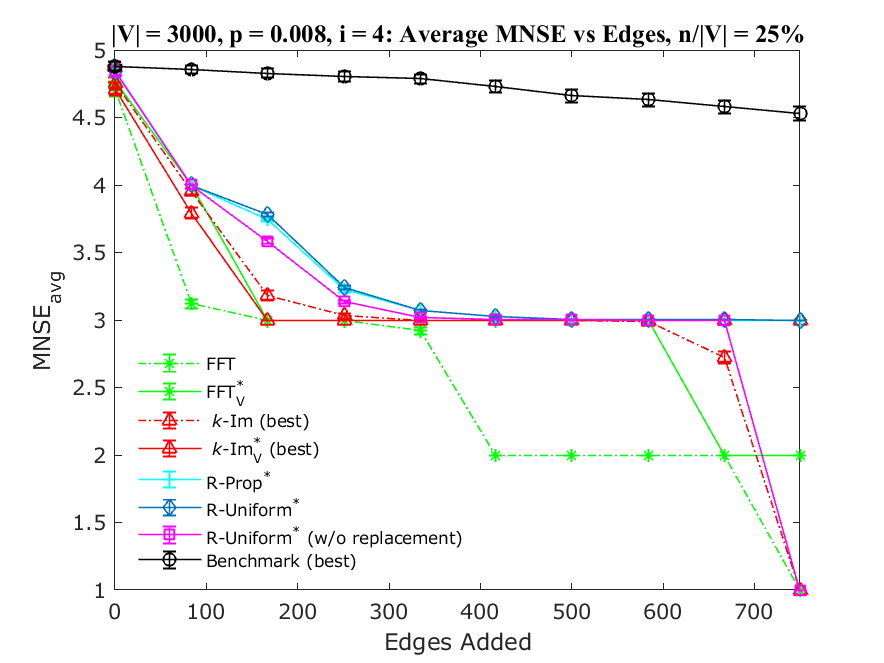 |V| = 3000, p = 0.008, i = 4: Average MNSE vs Edges, n/|V| = 25%
5
4.5
4
3.5
3
2.5
2
1.5
1
MNSE_avg
FFT
FFT*_V
k-Im (best)
k-Im*_V (best)
R-Prop*
R-Uniform*
R-Uniform* (w/o replacement)
Benchmark (best)
0 100 200 300 400 500 600 700
Edges Added